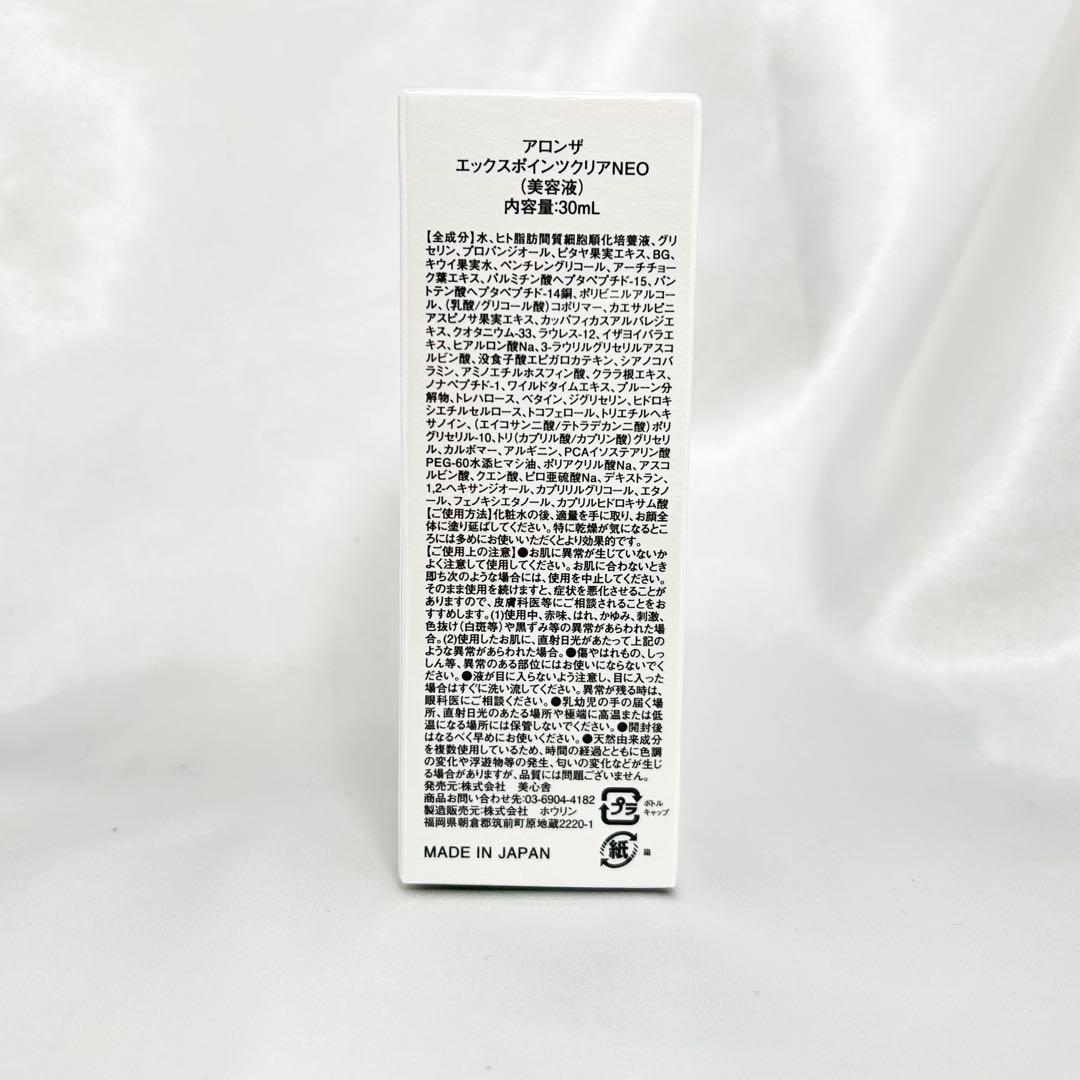 アロンザ
エックスポインツクリアNEO
(美容液)
内容量:30mL
【全成分】水、ヒト脂肪間質細胞順化培養液、グリ
セリン、プロパンジオール、ピタヤ果実エキス、BG、
キウイ果実水、ペンチレングリコール、アーチチョー
ク葉エキス、パルミチン酸ヘプタペプチド-15、パン
トテン酸ヘプタペプチド-14銅、ポリビニルアルコー
ル、(乳酸/グリコール酸)コポリマー、カエサルピニ
アスピノサ果実エキス、カッパフィカスアルバレジエ
キス、クオタニウム-33、ラウレス-12、イザヨイバラエ
キス、ヒアルロン酸Na、3-ラウリルグリセリルアスコ
ルビン酸、没食子酸エピガロカテキン、シアノコバ
ラミン、アミノエチルホスフィン酸、クララ根エキス、
ノナペプチド-1、ワイルドタイムエキス、プルーン分
解物、トレハロース、ベタイン、ジグリセリン、ヒドロキ
シエチルセルロース、トコフェロール、トリエチルヘキ
サノイン、(エイコサン二酸/テトラデカン二酸)ポリ
グリセリル-10、トリ(カプリル酸/カプリン酸)グリセリ
ル、カルボマー、アルギニン、PCAイソステアリン酸
PEG-60水添ヒマシ油、ポリアクリル酸Na、アスコ
ルビン酸、クエン酸、ピロ亜硫酸Na、デキストラン、
1,2-ヘキサンジオール、カプリリルグリコール、エタノ
ール、フェノキシエタノール、カプリルヒドロキサム酸
【ご使用方法】化粧水の後、適量を手に取り、お顔全
体に塗り延ばしてください。特に乾燥が気になるとこ
ろには多めにお使いいただくとより効果的です。
【ご使用上の注意】●お肌に異常が生じていないか
よく注意して使用してください。お肌に合わないとき
即ち次のような場合には、使用を中止してください。
そのまま使用を続けますと、症状を悪化させることが
ありますので、皮膚科医等にご相談されることをお
すすめします。(1)使用中、赤味、はれ、かゆみ、刺激、
色抜け(白斑等)や黒ずみ等の異常があらわれた場
合。(2)使用したお肌に、直射日光があたって上記の
ような異常があらわれた場合。●傷やはれもの、しっ
しん等、異常のある部位にはお使いにならないでく
ださい。●液が目に入らないよう注意し、目に入った
場合はすぐに洗い流してください。異常が残る時は、
眼科医にご相談ください。●乳幼児の手の届く場
所、直射日光のあたる場所や極端に高温または低
温になる場所には保管しないでください。●開封後
はなるべく早めにお使いください。●天然由来成分
を複数使用しているため、時間の経過とともに色調
の変化や浮遊物等の発生、匂いの変化などが生じ
る場合がありますが、品質には問題ございません。
発売元:株式会社 美心舎
商品お問い合わせ先:03-6904-4182
製造販売元:株式会社 ホウリン
福岡県朝倉郡筑前町原地蔵2220-1
プラ ボトル
キャップ
MADE IN JAPAN
紙 箱